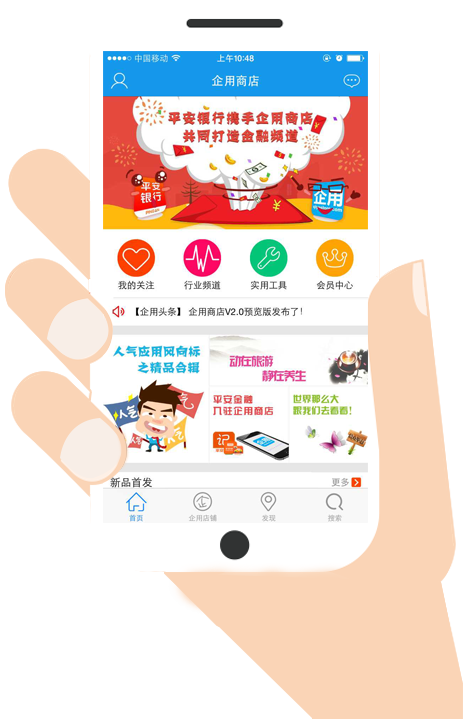 中国移动 上午10:48
企用商店
平安银行携手企用商店
共同打造金融频道
平安
银行
企用
¥
我的关注 行业频道 实用工具 会员中心
【企用头条】 企用商店V2.0预览版发布了!
人气应用风向标
之精品合辑
人气
人气
动在旅游
静在养生
平安金融
入驻企用商店
记
世界那么大
跟我们去看看!
新品首发 更多
首页 企用店铺 发现 搜索